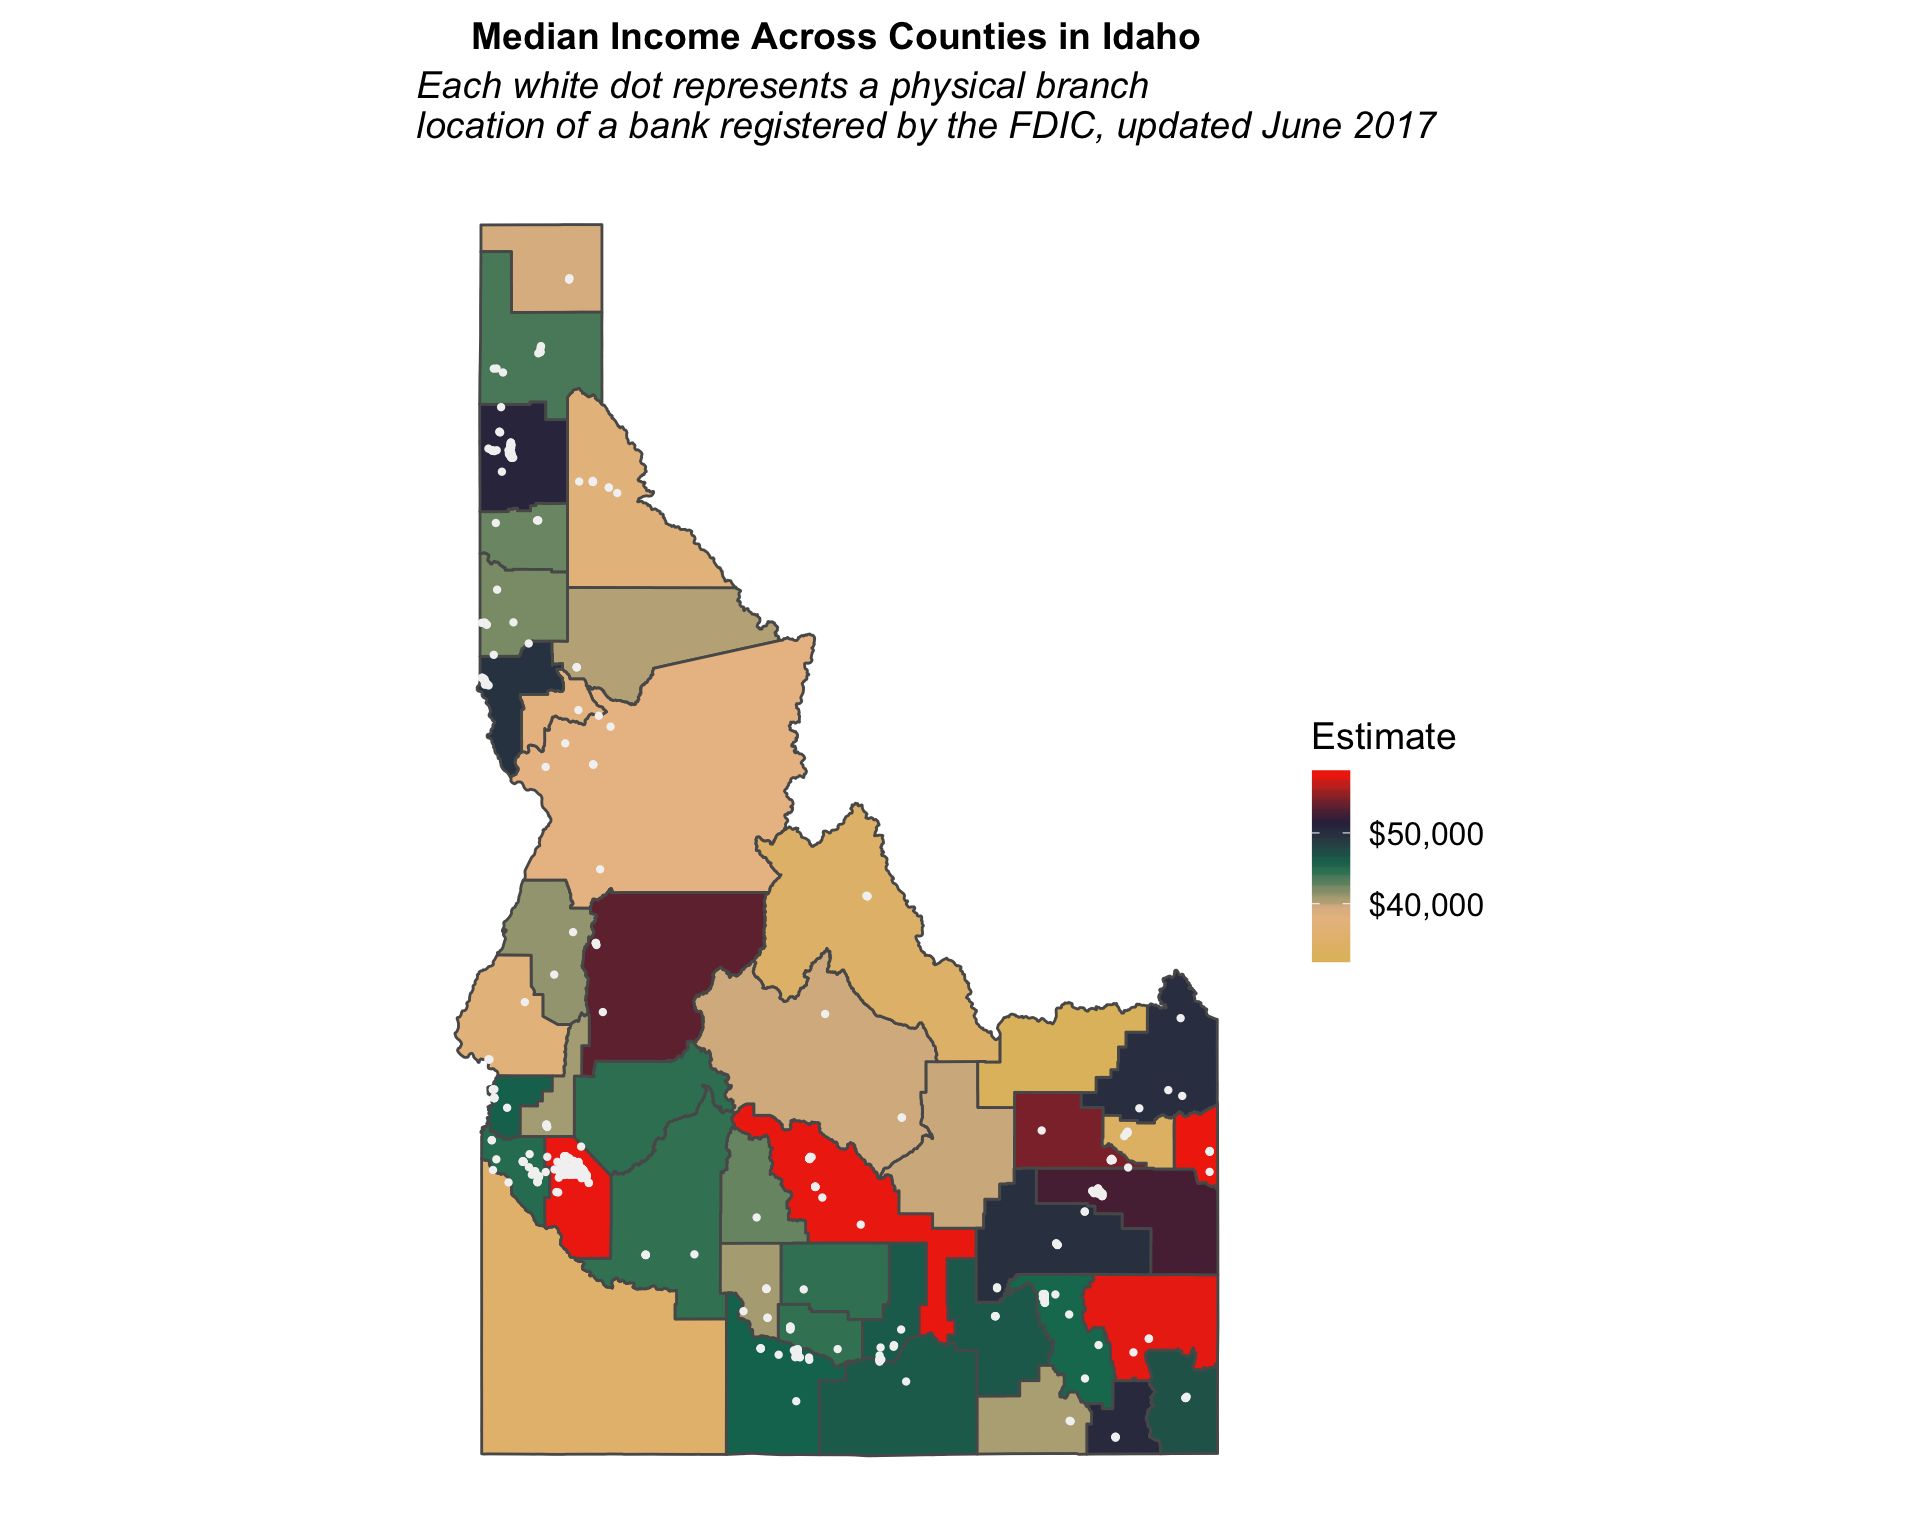 Median Income Across Counties in Idaho
Each white dot represents a physical branch
location of a bank registered by the FDIC, updated June 2017
Estimate
$50,000
$40,000